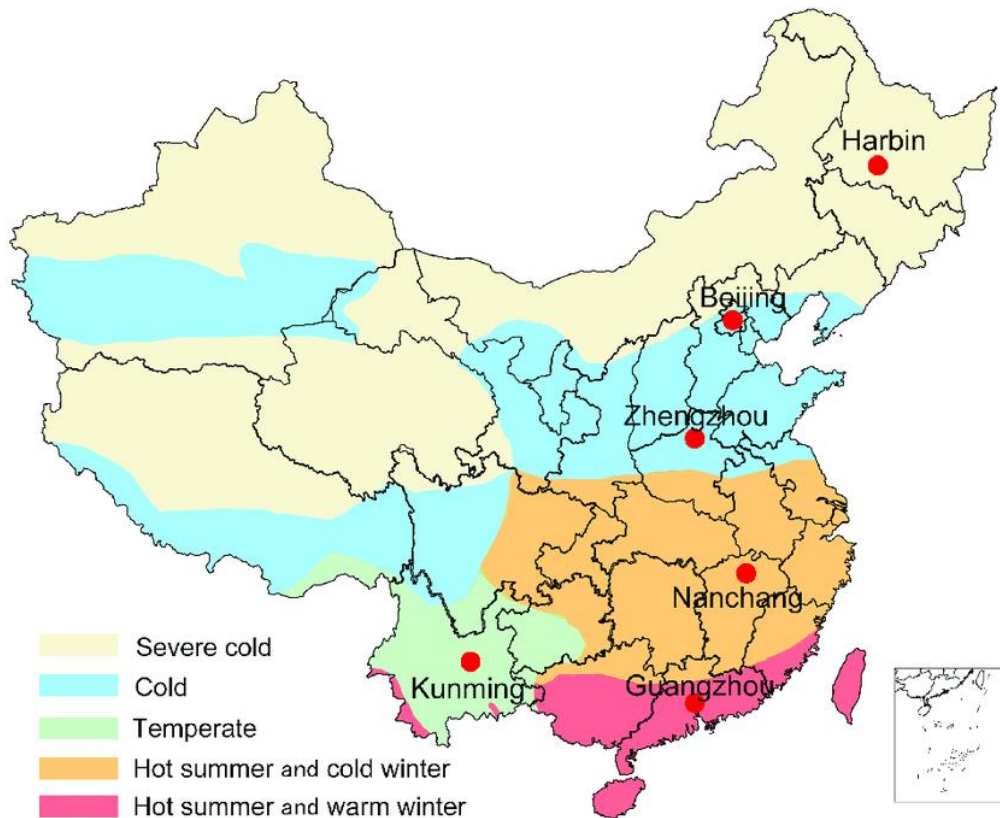 Harbin
Beijing
Zhengzhou
Nanchang
Kunming
Guangzhou
Severe cold
Cold
Temperate
Hot summer and cold winter
Hot summer and warm winter